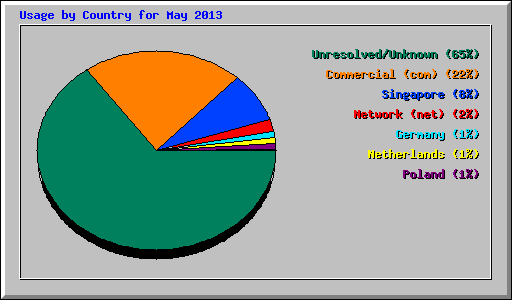 Usage by Country for May 2013
Unresolved/Unknown (65%)
Commercial (com) (22%)
Singapore (8%)
Network (net) (2%)
Germany (1%)
Netherlands (1%)
Poland (1%)